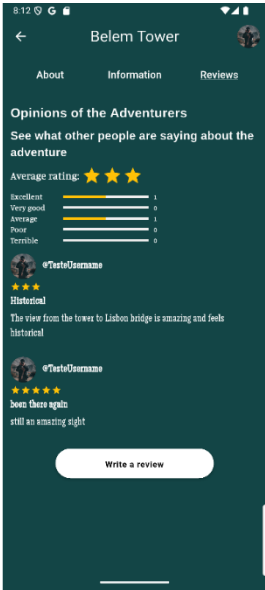 8:12 G
Belem Tower
About Information Reviews
Opinions of the Adventurers
See what other people are saying about the
adventure
Average rating:
Excellent 1
Very good 0
Average 1
Poor 0
Terrible 0
@TesteUsername
Historical
The view from the tower to Lisbon bridge is amazing and feels
historical
@TesteUsername
been there again
still an amazing sight
Write a review